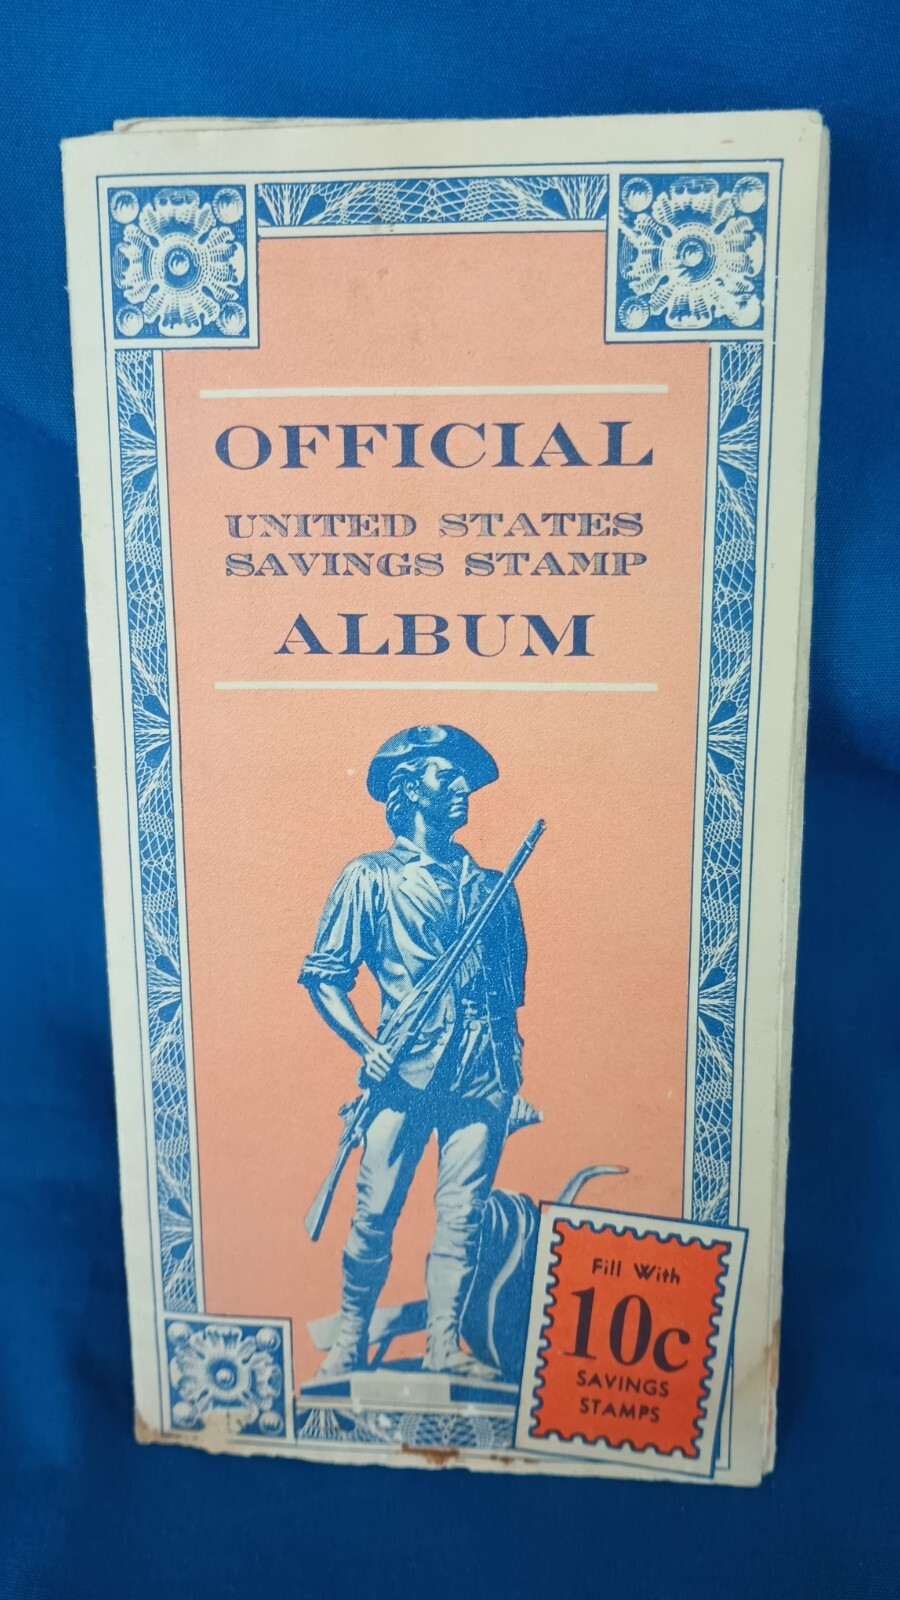 OFFICIAL
UNITED STATES
SAVINGS STAMP
ALBUM
Fill With
10c
SAVINGS
STAMPS